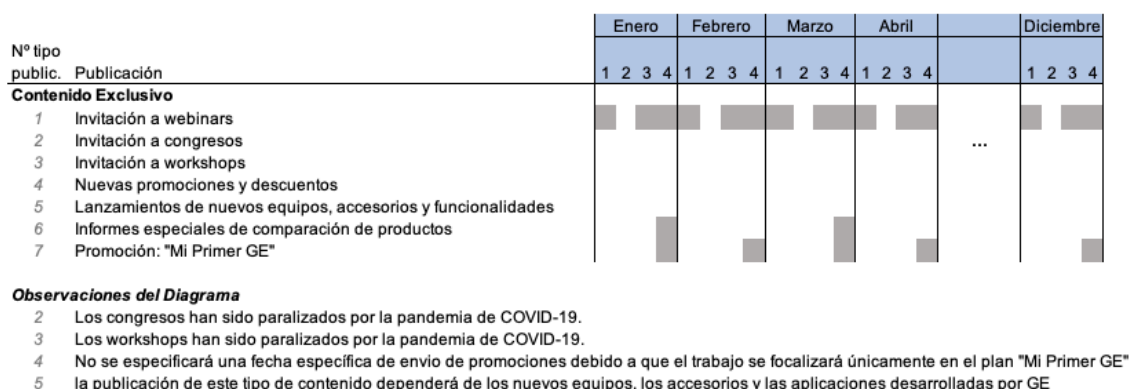 Enero Febrero Marzo Abril Diciembre
Nº tipo
public. Publicación 1 2 3 4 1 2 3 4 1 2 3 4 1 2 3 4 1 2 3 4
Contenido Exclusivo
1 Invitación a webinars
2 Invitación a congresos ...
3 Invitación a workshops
4 Nuevas promociones y descuentos
5 Lanzamientos de nuevos equipos, accesorios y funcionalidades
6 Informes especiales de comparación de productos
7 Promoción: "Mi Primer GE"
Observaciones del Diagrama
2 Los congresos han sido paralizados por la pandemia de COVID-19.
3 Los workshops han sido paralizados por la pandemia de COVID-19.
4 No se especificará una fecha específica de envio de promociones debido a que el trabajo se focalizará únicamente en el plan "Mi Primer GE"
5 la publicación de este tipo de contenido dependerá de los nuevos equipos, los accesorios y las aplicaciones desarrolladas por GE